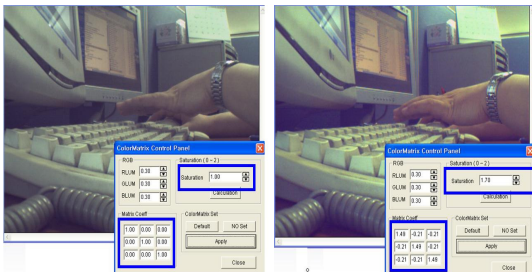 ColorMatrix Control Panel
RGB
RLUM 0.30
GLUM 0.30
BLUM 0.30
Saturation ( 0 ~ 2 )
Saturation 1.00
Calculation
Matrix Coeff
1.00 0.00 0.00
0.00 1.00 0.00
0.00 0.00 1.00
ColorMatrix Set
Default NO Set
Apply
Close
ColorMatrix Control Panel
RGB
RLUM 0.30
GLUM 0.30
BLUM 0.30
Saturation ( 0 ~ 2 )
Saturation 1.70
Calculation
Matrix Coeff
1.49 -0.21 -0.21
-0.21 1.49 -0.21
-0.21 -0.21 1.49
ColorMatrix Set
Default NO Set
Apply
Close